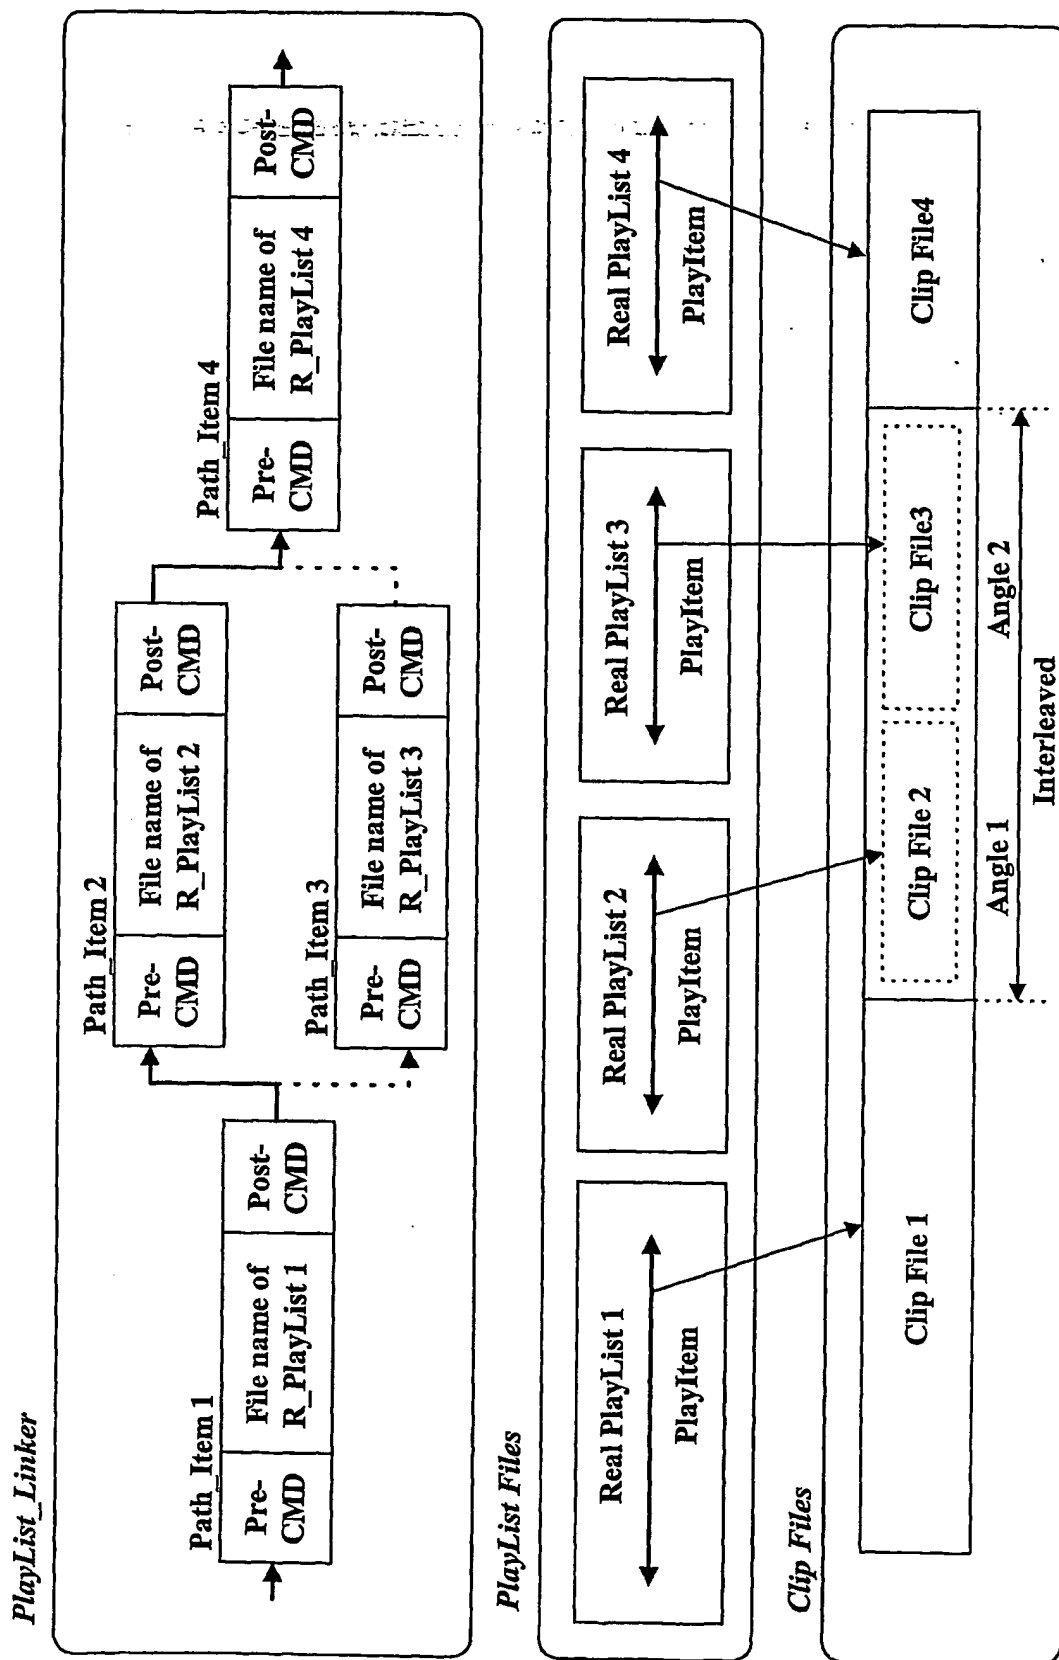 PlayList_Linker
Path_Item 1
Pre-
CMD
File name of
R_PlayList 1
Post-
CMD
Path_Item 2
Pre-
CMD
File name of
R_PlayList 2
Post-
CMD
Path_Item 3
Pre-
CMD
File name of
R_PlayList 3
Post-
CMD
Path_Item 4
Pre-
CMD
File name of
R_PlayList 4
Post-
CMD
PlayList Files
Real PlayList 1
PlayItem
Real PlayList 2
PlayItem
Real PlayList 3
PlayItem
Real PlayList 4
PlayItem
Clip Files
Clip File 1
Clip File 2
Clip File3
Clip File4
Angle 1
Angle 2
Interleaved